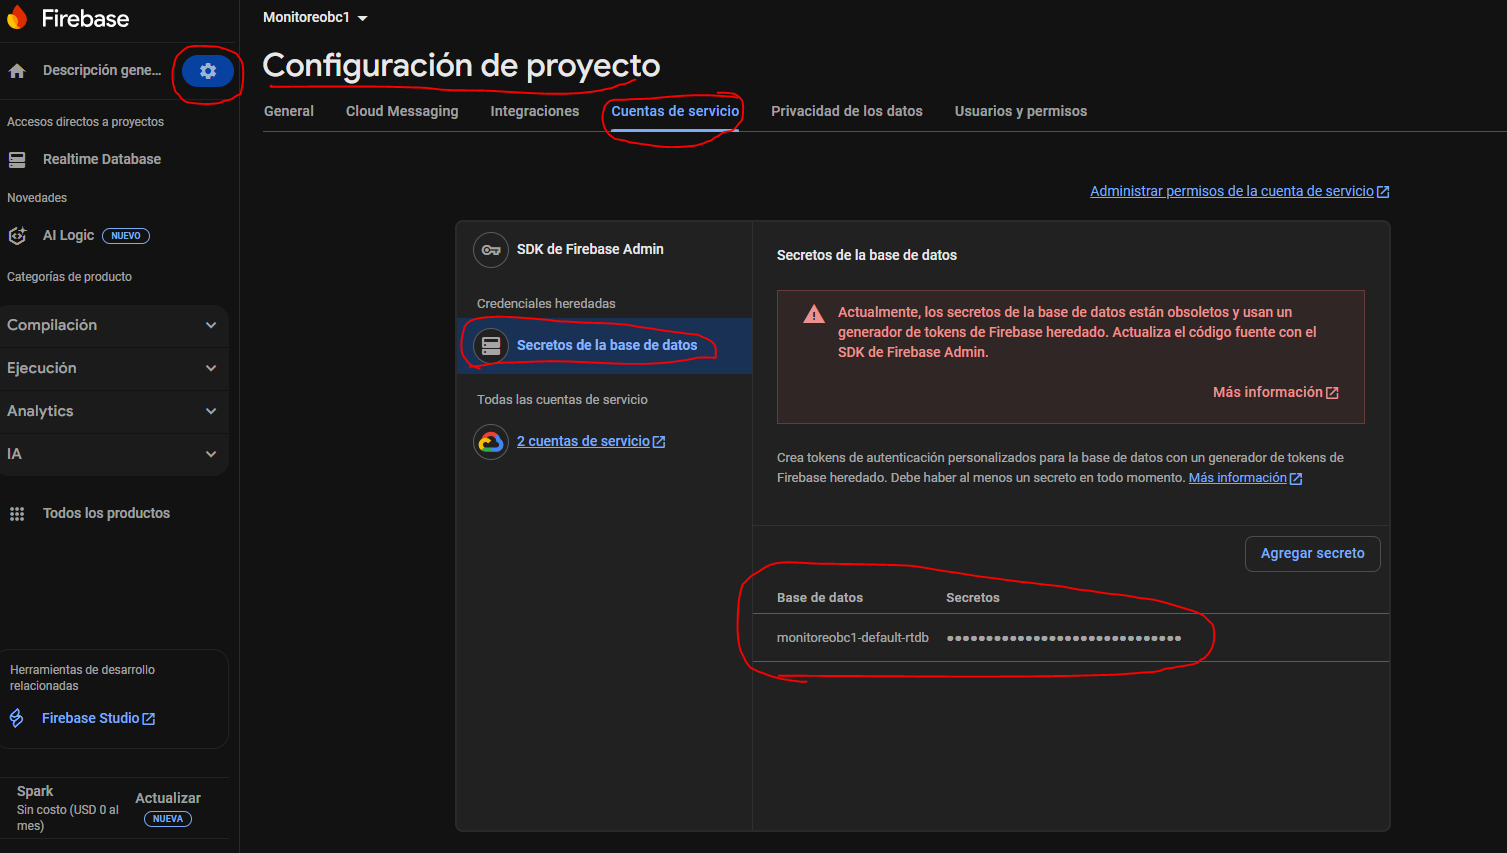 Firebase
Monitoreobc1
Configuración de proyecto
Descripción gene...
General
Cloud Messaging
Integraciones
Cuentas de servicio
Privacidad de los datos
Usuarios y permisos
Accesos directos a proyectos
Realtime Database
Novedades
AI Logic
NUEVO
Categorías de producto
Compilación
Ejecución
Analytics
IA
Todos los productos
Herramientas de desarrollo
relacionadas
Firebase Studio
Spark
Sin costo (USD 0 al
mes)
Actualizar
NUEVA
Administrar permisos de la cuenta de servicio
SDK de Firebase Admin
Credenciales heredadas
Secretos de la base de datos
Todas las cuentas de servicio
2 cuentas de servicio
Secretos de la base de datos
Actualmente, los secretos de la base de datos están obsoletos y usan un
generador de tokens de Firebase heredado. Actualiza el código fuente con el
SDK de Firebase Admin.
Más información
Crea tokens de autenticación personalizados para la base de datos con un generador de tokens de
Firebase heredado. Debe haber al menos un secreto en todo momento. Más información
Agregar secreto
Base de datos
Secretos
monitoreobc1-default-rtdb
••••••••••••••••••••••••••••••